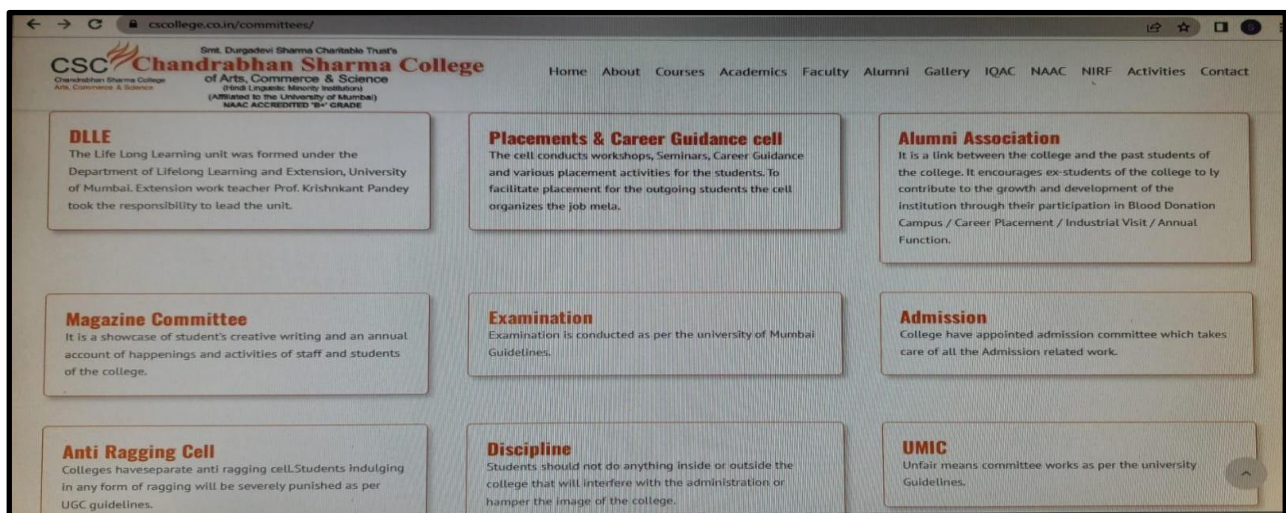 cscollege.co.in/committees/
CSC
Chandrabhan Sharma College
Arts, Commerce & Science
Smt. Durgadevi Sharma Charitable Trust's
Chandrabhan Sharma College
of Arts, Commerce & Science
(Hindi Linguistic Minority Institution)
(Affiliated to the University of Mumbai)
NAAC ACCREDITED "B+" GRADE
Home About Courses Academics Faculty Alumni Gallery IQAC NAAC NIRF Activities Contact
DLLE
The Life Long Learning unit was formed under the
Department of Lifelong Learning and Extension, University
of Mumbai. Extension work teacher Prof. Krishnkant Pandey
took the responsibility to lead the unit.
Placements & Career Guidance cell
The cell conducts workshops, Seminars, Career Guidance
and various placement activities for the students. To
facilitate placement for the outgoing students the cell
organizes the job mela.
Alumni Association
It is a link between the college and the past students of
the college. It encourages ex-students of the college to ly
contribute to the growth and development of the
institution through their participation in Blood Donation
Campus / Career Placement / Industrial Visit / Annual
Function.
Magazine Committee
It is a showcase of student's creative writing and an annual
account of happenings and activities of staff and students
of the college.
Examination
Examination is conducted as per the university of Mumbai
Guidelines.
Admission
College have appointed admission committee which takes
care of all the Admission related work.
Anti Ragging Cell
Colleges haveseparate anti ragging cell.Students indulging
in any form of ragging will be severely punished as per
UGC guidelines.
Discipline
Students should not do anything inside or outside the
college that will interfere with the administration or
hamper the image of the college.
UMIC
Unfair means committee works as per the university
Guidelines.